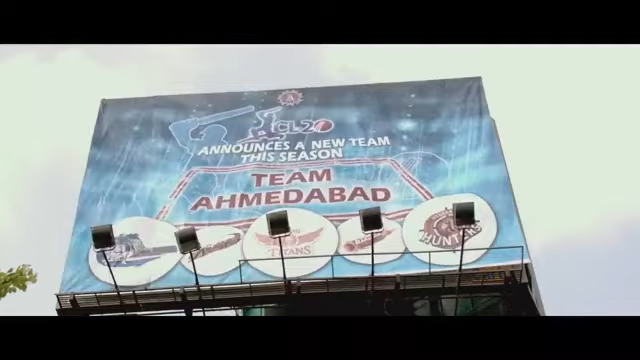 CL20
ANNOUNCES A NEW TEAM
THIS SEASON
TEAM
AHMEDABAD
TITANS
HUNTERS